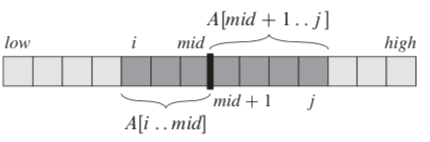 A[mid + 1 . . j]
low i mid high
mid + 1 j
A[i . . mid]